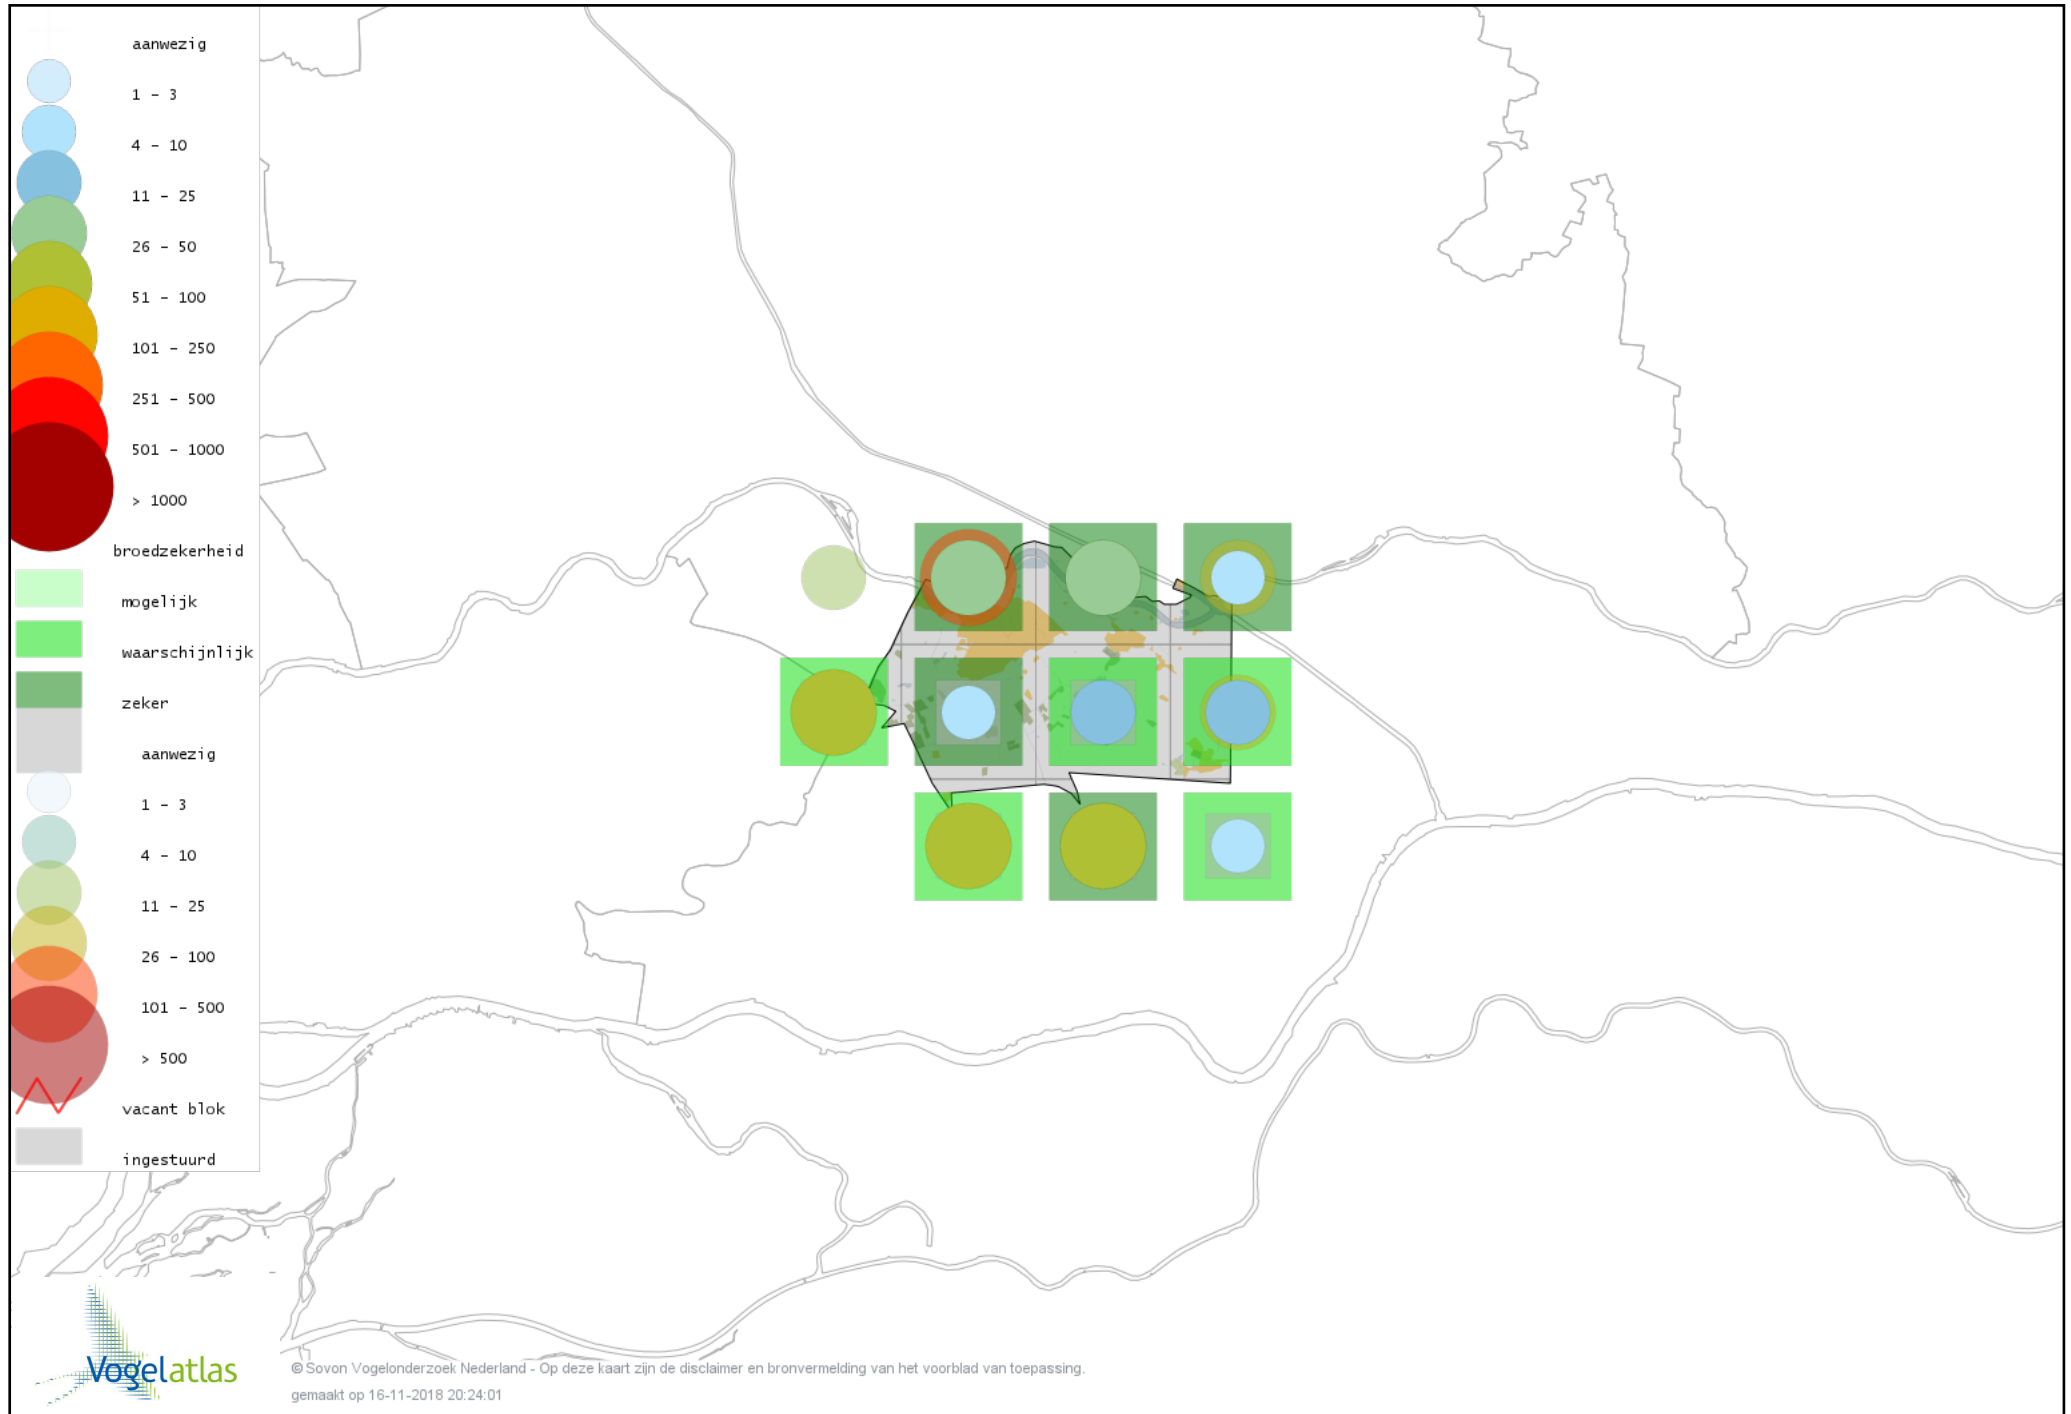 aanwezig
1 - 3
4 - 10
11 - 25
26 - 50
51 - 100
101 - 250
251 - 500
501 - 1000
> 1000
broedzekerheid
mogelijk
waarschijnlijk
zeker
aanwezig
1 - 3
4 - 10
11 - 25
26 - 100
101 - 500
> 500
vacant blok
ingestuurd
Vogelatlas
© Sovon Vogelonderzoek Nederland - Op deze kaart zijn de disclaimer en bronvermelding van het voorblad van toepassing.
gemaakt op 16-11-2018 20:24:01